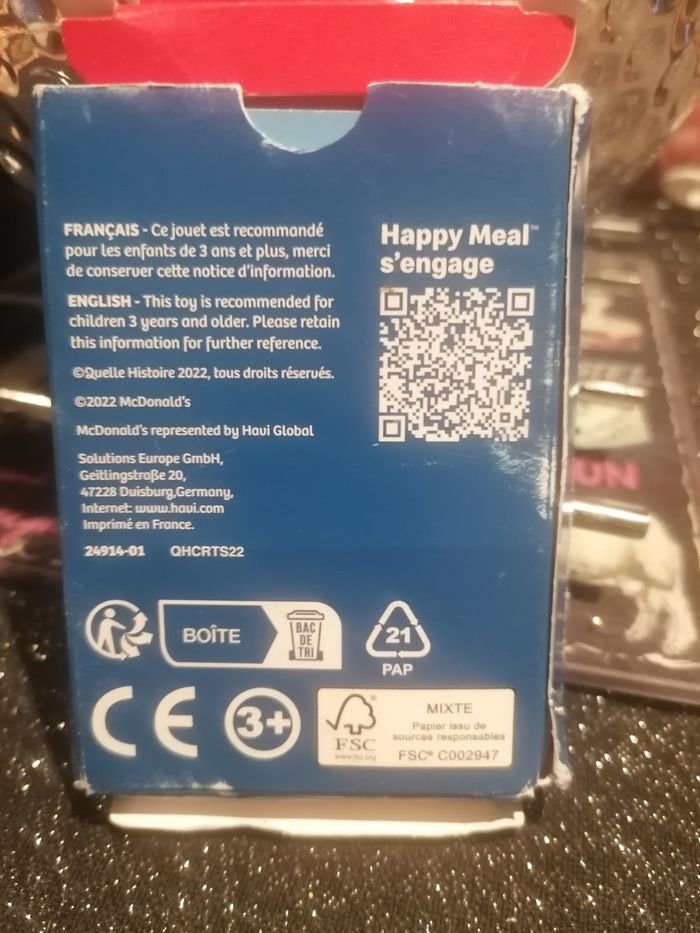 FRANÇAIS - Ce jouet est recommandé
pour les enfants de 3 ans et plus, merci
de conserver cette notice d'information.
ENGLISH - This toy is recommended for
children 3 years and older. Please retain
this information for further reference.
©Quelle Histoire 2022, tous droits réservés.
©2022 McDonald's
McDonald's represented by Havi Global
Solutions Europe GmbH,
Geitlingstraße 20,
47228 Duisburg,Germany,
Internet: www.havi.com
Imprimé en France.
24914-01 QHCRTS22
Happy Meal™
s'engage
BOÎTE
BAC
DE
TRI
21
PAP
CE
3+
FSC
www.fsc.org
MIXTE
Papier issu de
sources responsables
FSC® C002947
UN